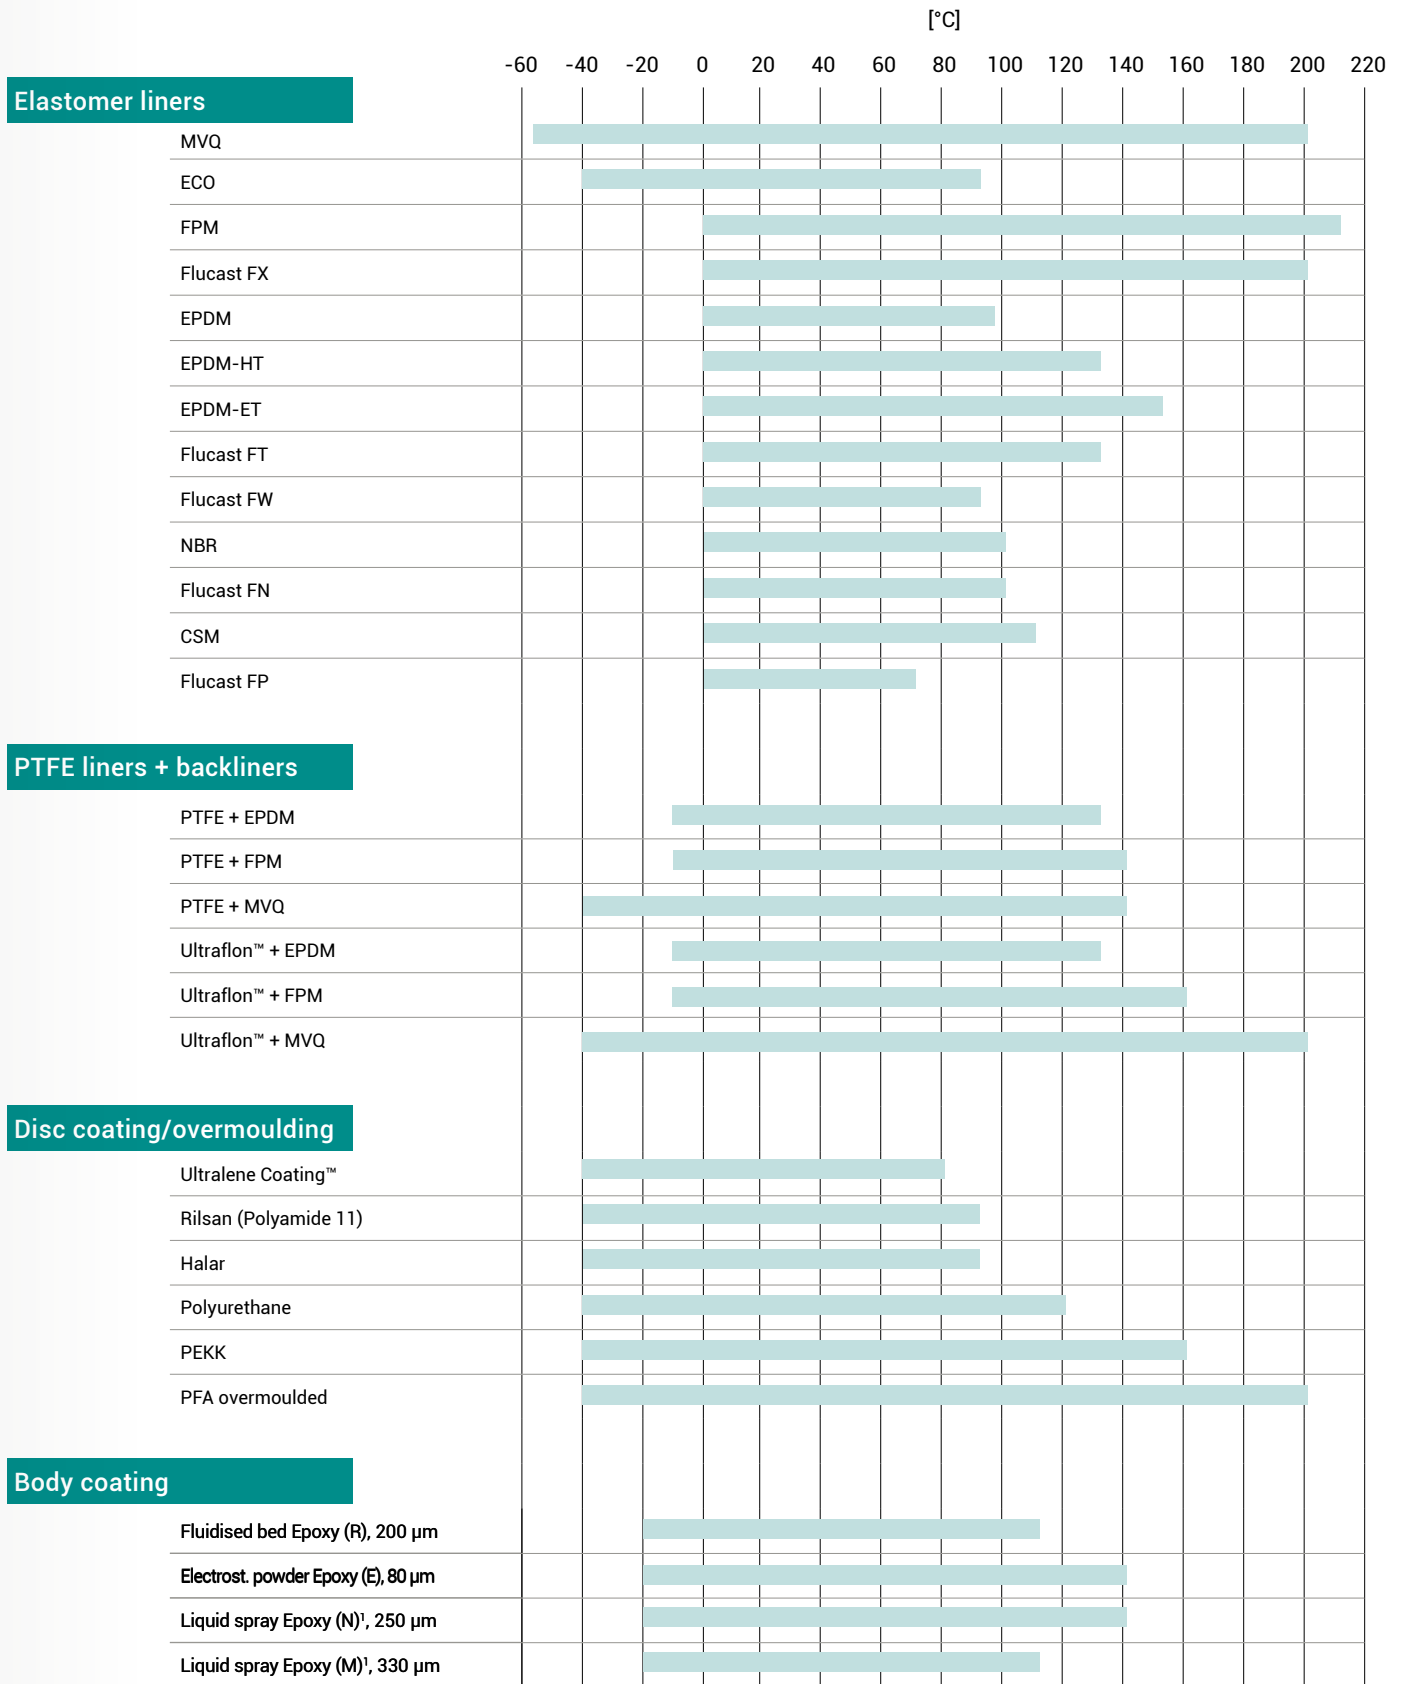 [°C]
-60 -40 -20 0 20 40 60 80 100 120 140 160 180 200 220
Elastomer liners
MVQ
ECO
FPM
Flucast FX
EPDM
EPDM-HT
EPDM-ET
Flucast FT
Flucast FW
NBR
Flucast FN
CSM
Flucast FP
PTFE liners + backliners
PTFE + EPDM
PTFE + FPM
PTFE + MVQ
Ultraflon™ + EPDM
Ultraflon™ + FPM
Ultraflon™ + MVQ
Disc coating/overmoulding
Ultralene Coating™
Rilsan (Polyamide 11)
Halar
Polyurethane
PEKK
PFA overmoulded
Body coating
Fluidised bed Epoxy (R), 200 µm
Electrost. powder Epoxy (E), 80 µm
Liquid spray Epoxy (N)¹, 250 µm
Liquid spray Epoxy (M)¹, 330 µm